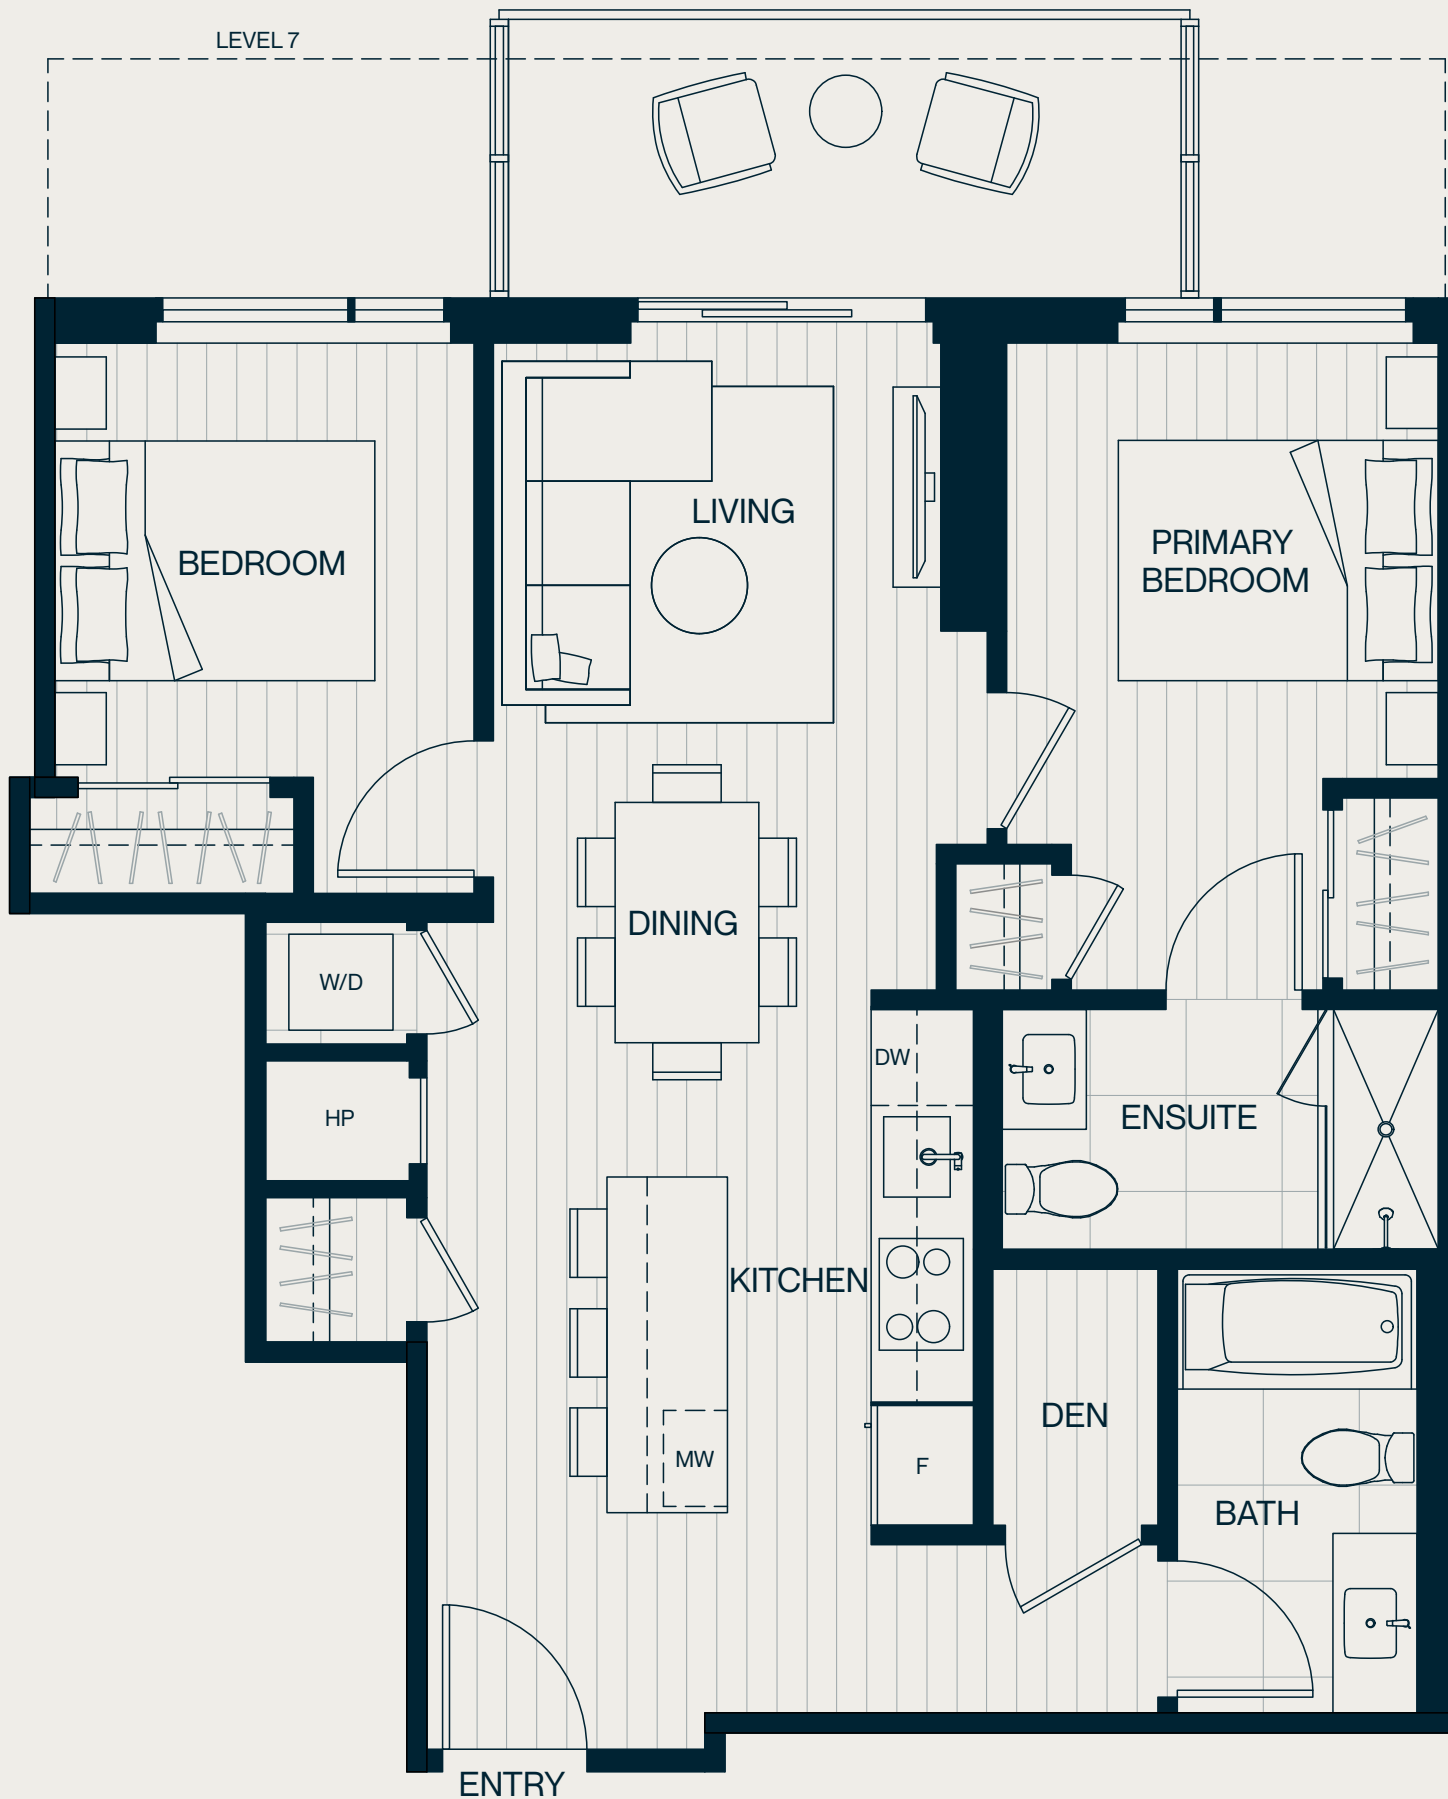 LEVEL 7
LIVING
BEDROOM
PRIMARY
BEDROOM
DINING
W/D
DW
HP
ENSUITE
KITCHEN
DEN
MW
F
BATH
ENTRY